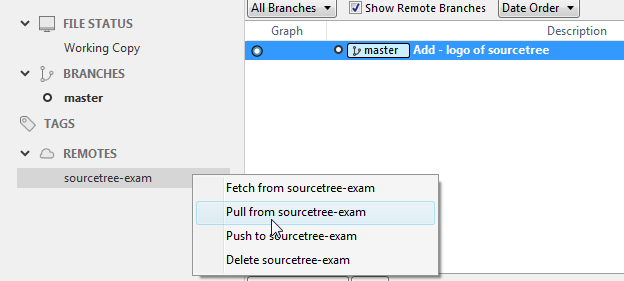 FILE STATUS
Working Copy
BRANCHES
master
TAGS
REMOTES
sourcetree-exam
All Branches
Show Remote Branches
Date Order
Graph
Description
master
Add - logo of sourcetree
Fetch from sourcetree-exam
Pull from sourcetree-exam
Push to sourcetree-exam
Delete sourcetree-exam